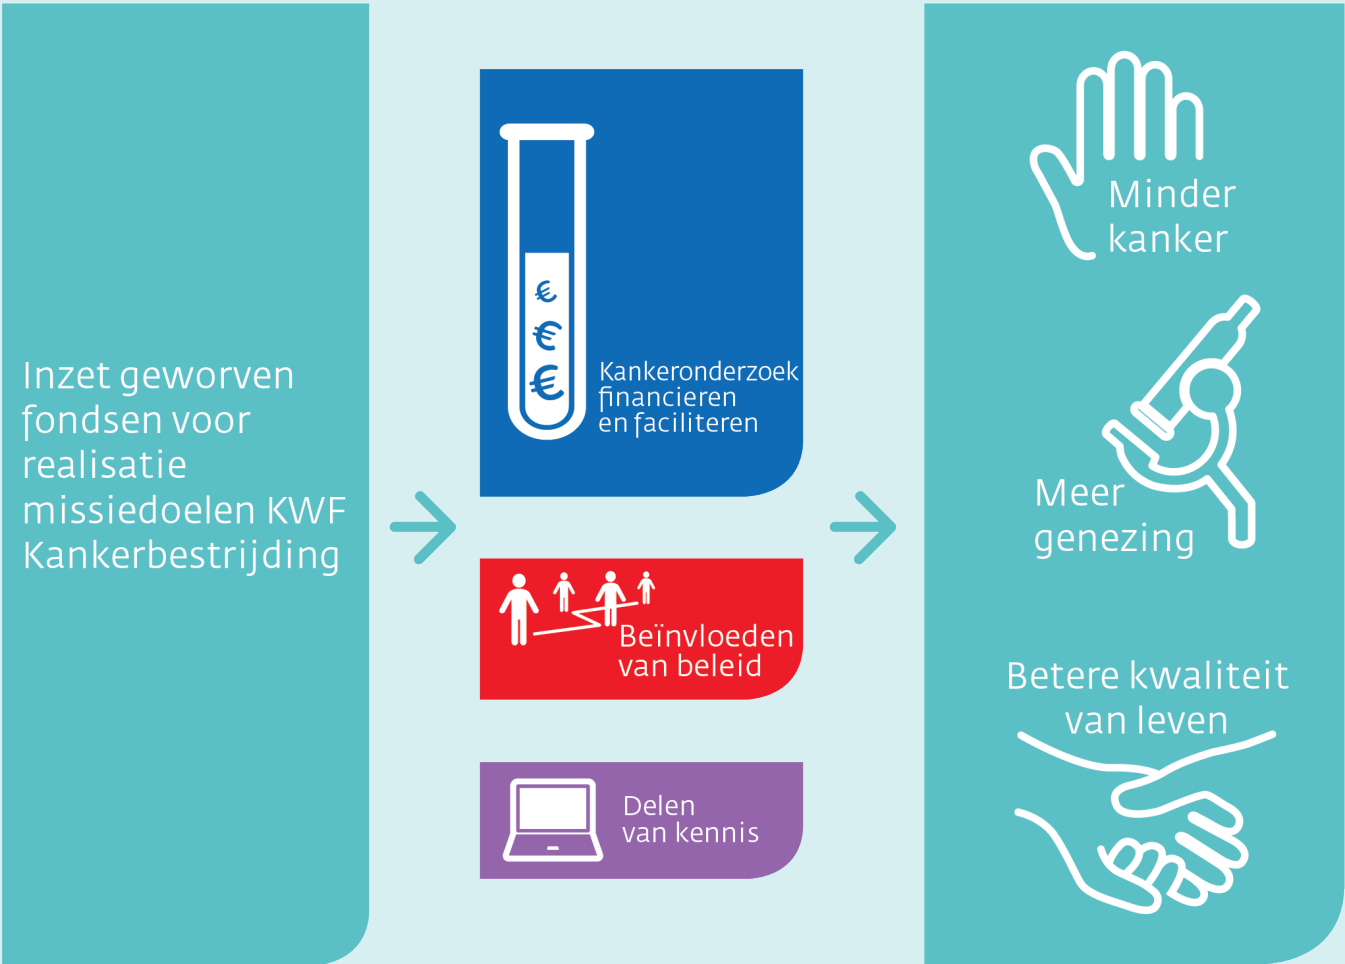 Inzet geworven
fondsen voor
realisatie
missiedoelen KWF
Kankerbestrijding
€
€
€
Kankeronderzoek
financieren
en faciliteren
Beïnvloeden
van beleid
Delen
van kennis
Minder
kanker
Meer
genezing
Betere kwaliteit
van leven